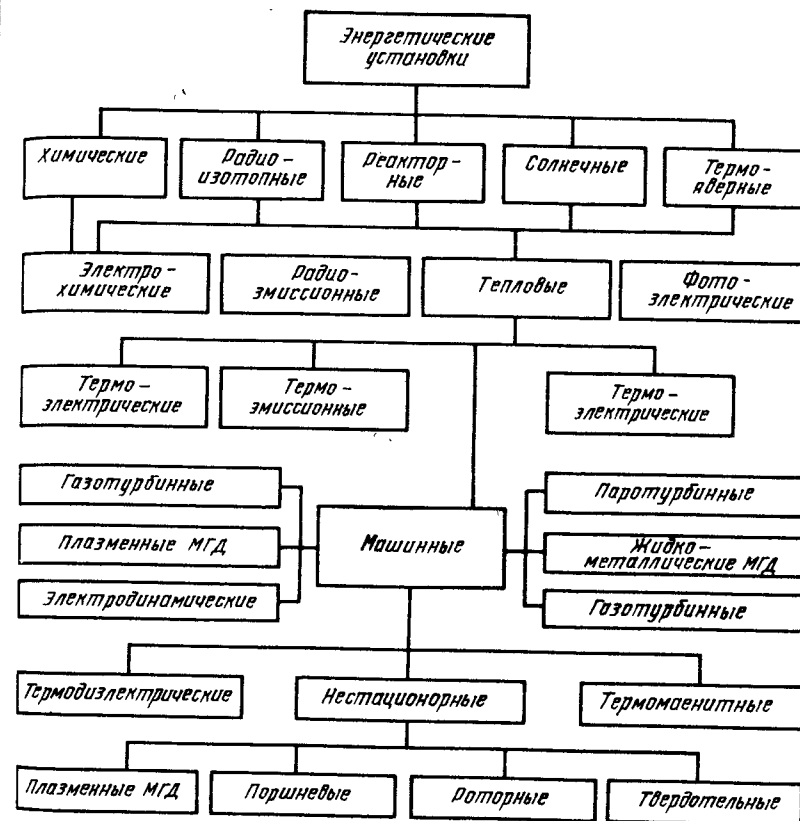 Энергетические
установки
Химические
Радио-
изотопные
Реактор-
ные
Солнечные
Термо-
ядерные
Электро-
химические
Радио-
эмиссионные
Тепловые
Фото-
электрические
Термо-
электрические
Термо-
эмиссионные
Термо-
электрические
Газотурбинные
Плазменные МГД
Электродинамические
Машинные
Паротурбинные
Жидко-
металлические МГД
Газотурбинные
Термодиэлектрические
Нестационорные
Термомагнитные
Плазменные МГД
Поршневые
Роторные
Твердотельные